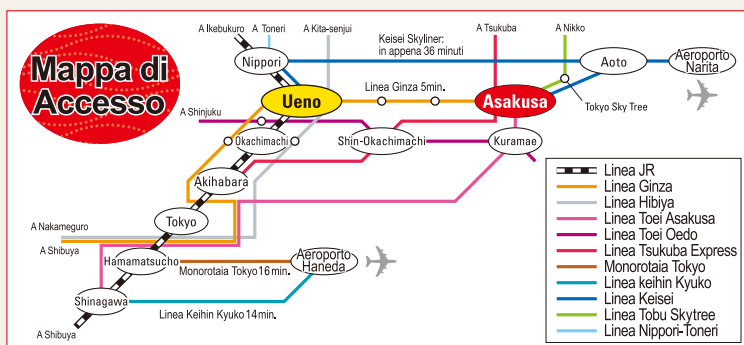 Mappa di
Accesso
A Ikebukuro
A Toneri
A Kita-senjui
Keisei Skyliner:
in appena 36 minuti
A Tsukuba
A Nikko
Nippori
Aoto
Aeroporto
Narita
Ueno
Linea Ginza 5min.
Asakusa
Tokyo Sky Tree
A Shinjuku
Okachimachi
Shin-Okachimachi
Kuramae
Akihabara
Tokyo
A Nakameguro
A Shibuya
Hamamatsucho
Monorotaia Tokyo 16 min.
Aeroporto
Haneda
Shinagawa
Linea Keihin Kyuko 14 min.
A Shibuya
Linea JR
Linea Ginza
Linea Hibiya
Linea Toei Asakusa
Linea Toei Oedo
Linea Tsukuba Express
Monorotaia Tokyo
Linea keihin Kyuko
Linea Keisei
Linea Tobu Skytree
Linea Nippori-Toneri